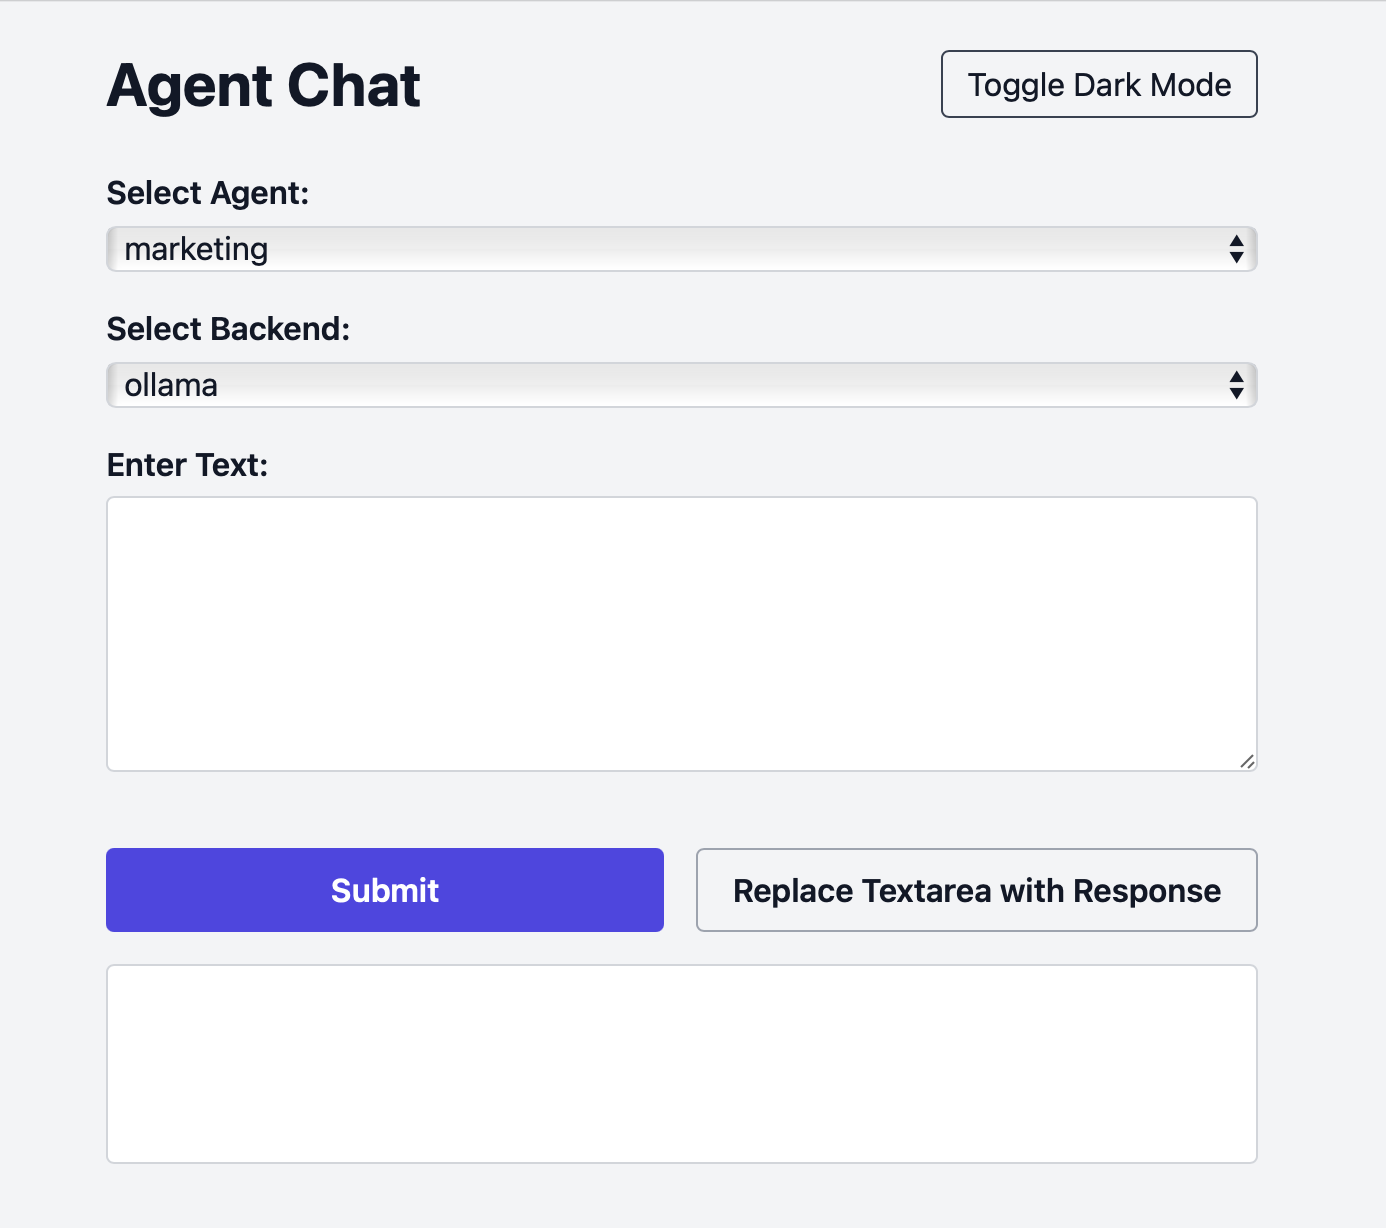 Agent Chat
Toggle Dark Mode
Select Agent:
marketing
Select Backend:
ollama
Enter Text:
Submit
Replace Textarea with Response